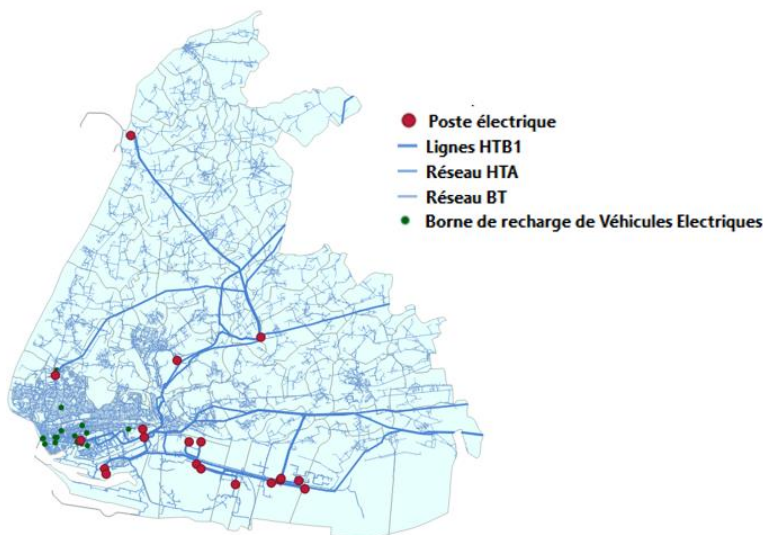 Poste électrique
Lignes HTB1
Réseau HTA
Réseau BT
Borne de recharge de Véhicules Electriques